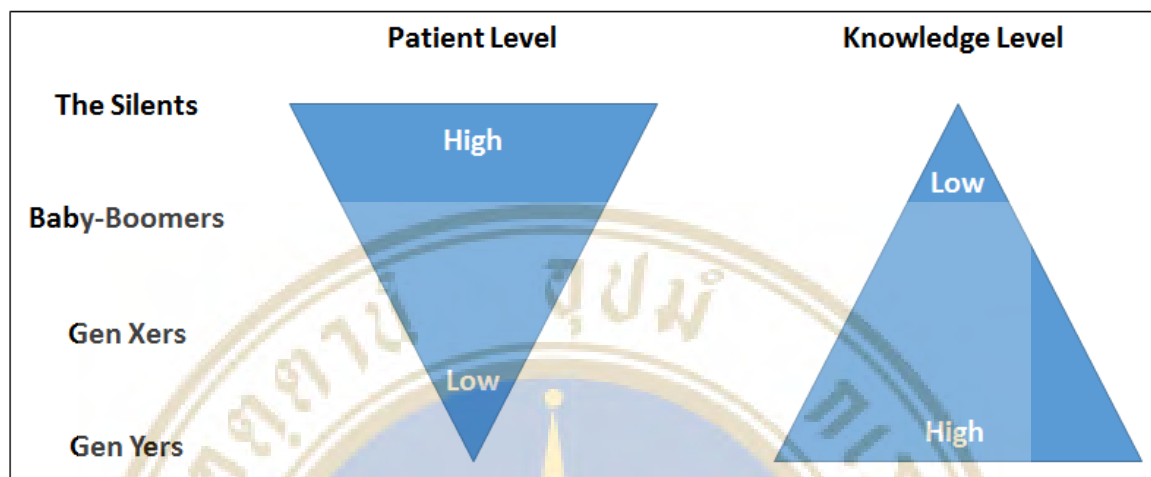 Patient Level Knowledge Level
The Silents
High
Low
Baby-Boomers
Gen Xers
Low
Gen Yers
High